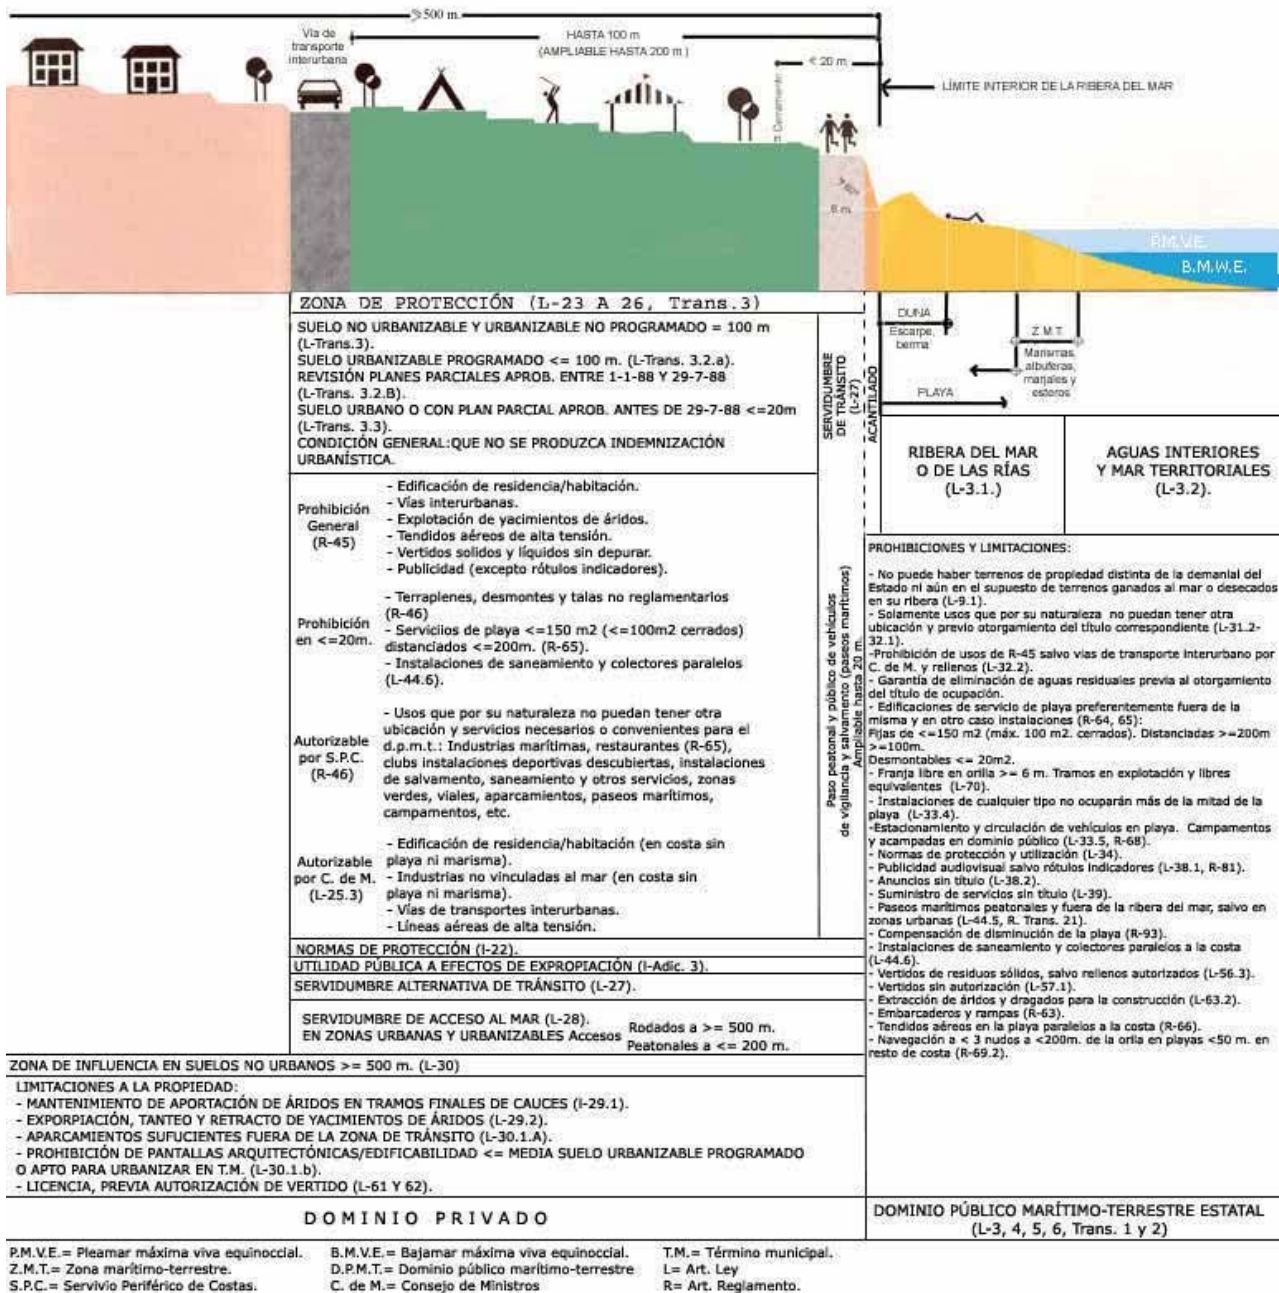 ≥500 m.
Vía de
transporte
interurbana
HASTA 100 m
(AMPLIABLE HASTA 200 m )
< 20 m.
Cerramiento
LÍMITE INTERIOR DE LA RIBERA DEL MAR
6 m.
P.M.V.E.
B.M.W.E.
ZONA DE PROTECCIÓN (L-23 A 26, Trans.3)
SUELO NO URBANIZABLE Y URBANIZABLE NO PROGRAMADO = 100 m
(L-Trans.3).
SUELO URBANIZABLE PROGRAMADO <= 100 m. (L-Trans. 3.2.a).
REVISIÓN PLANES PARCIALES APROB. ENTRE 1-1-88 Y 29-7-88
(L-Trans. 3.2.B).
SUELO URBANO O CON PLAN PARCIAL APROB. ANTES DE 29-7-88 <=20m
(L-Trans. 3.3).
CONDICIÓN GENERAL:QUE NO SE PRODUZCA INDEMNIZACIÓN
URBANÍSTICA.
Prohibición
General
(R-45)
- Edificación de residencia/habitación.
- Vías interurbanas.
- Explotación de yacimientos de áridos.
- Tendidos aéreos de alta tensión.
- Vertidos solidos y líquidos sin depurar.
- Publicidad (excepto rótulos indicadores).
Prohibición
en <=20m.
- Terraplenes, desmontes y talas no reglamentarios
(R-46)
- Serviciios de playa <=150 m2 (<=100m2 cerrados)
distanciados <=200m. (R-65).
- Instalaciones de saneamiento y colectores paralelos
(L-44.6).
Autorizable
por S.P.C.
(R-46)
- Usos que por su naturaleza no puedan tener otra
ubicación y servicios necesarios o convenientes para el
d.p.m.t.: Industrias marítimas, restaurantes (R-65),
clubs instalaciones deportivas descubiertas, instalaciones
de salvamento, saneamiento y otros servicios, zonas
verdes, viales, aparcamientos, paseos marítimos,
campamentos, etc.
Autorizable
por C. de M.
(L-25.3)
- Edificación de residencia/habitación (en costa sin
playa ni marisma).
- Industrias no vinculadas al mar (en costa sin
playa ni marisma).
- Vías de transportes interurbanas.
- Líneas aéreas de alta tensión.
NORMAS DE PROTECCIÓN (l-22).
UTILIDAD PÚBLICA A EFECTOS DE EXPROPIACIÓN (l-Adic. 3).
SERVIDUMBRE ALTERNATIVA DE TRÁNSITO (L-27).
SERVIDUMBRE DE ACCESO AL MAR (L-28).
EN ZONAS URBANAS Y URBANIZABLES Accesos
Rodados a >= 500 m.
Peatonales a <= 200 m.
SERVIDUMBRE
DE TRÁNSITO
(L-27)
Paso peatonal y público de vehículos
de vigilancia y salvamento (paseos marítimos)
Ampliable hasta 20 m.
ACANTILADO
DUNA
Escarpe,
berma
Z.M.T.
Marismas,
albuferas,
marjales y
esteros
PLAYA
RIBERA DEL MAR
O DE LAS RÍAS
(L-3.1.)
AGUAS INTERIORES
Y MAR TERRITORIALES
(L-3.2).
PROHIBICIONES Y LIMITACIONES:
- No puede haber terrenos de propiedad distinta de la demanial del
Estado ni aún en el supuesto de terrenos ganados al mar o desecados
en su ribera (L-9.1).
- Solamente usos que por su naturaleza no puedan tener otra
ubicación y previo otorgamiento del título correspondiente (L-31.2-
32.1).
-Prohibición de usos de R-45 salvo vias de transporte interurbano por
C. de M. y rellenos (L-32.2).
- Garantía de eliminación de aguas residuales previa al otorgamiento
del título de ocupación.
- Edificaciones de servicio de playa preferentemente fuera de la
misma y en otro caso instalaciones (R-64, 65):
Fijas de <=150 m2 (máx. 100 m2. cerrados). Distanciadas >=200m
>=100m.
Desmontables <= 20m2.
- Franja libre en orilla >= 6 m. Tramos en explotación y libres
equivalentes (L-70).
- Instalaciones de cualquier tipo no ocuparán más de la mitad de la
playa (L-33.4).
-Estacionamiento y circulación de vehículos en playa. Campamentos
y acampadas en dominio público (L-33.5, R-68).
- Normas de protección y utilización (L-34).
- Publicidad audiovisual salvo rótulos indicadores (L-38.1, R-81).
- Anuncios sin título (L-38.2).
- Suministro de servicios sin título (L-39).
- Paseos marítimos peatonales y fuera de la ribera del mar, salvo en
zonas urbanas (L-44.5, R. Trans. 21).
- Compensación de disminución de la playa (R-93).
- Instalaciones de saneamiento y colectores paralelos a la costa
(L-44.6).
- Vertidos de residuos sólidos, salvo rellenos autorizados (L-56.3).
- Vertidos sin autorización (L-57.1).
- Extracción de áridos y dragados para la construcción (L-63.2).
- Embarcaderos y rampas (R-63).
- Tendidos aéreos en la playa paralelos a la costa (R-66).
- Navegación a < 3 nudos a <200m. de la orilla en playas <50 m. en
resto de costa (R-69.2).
ZONA DE INFLUENCIA EN SUELOS NO URBANOS >= 500 m. (L-30)
LIMITACIONES A LA PROPIEDAD:
- MANTENIMIENTO DE APORTACIÓN DE ÁRIDOS EN TRAMOS FINALES DE CAUCES (l-29.1).
- EXPORPIACIÓN, TANTEO Y RETRACTO DE YACIMIENTOS DE ÁRIDOS (L-29.2).
- APARCAMIENTOS SUFUCIENTES FUERA DE LA ZONA DE TRÁNSITO (L-30.1.A).
- PROHIBICIÓN DE PANTALLAS ARQUITECTÓNICAS/EDIFICABILIDAD <= MEDIA SUELO URBANIZABLE PROGRAMADO
O APTO PARA URBANIZAR EN T.M. (L-30.1.b).
- LICENCIA, PREVIA AUTORIZACIÓN DE VERTIDO (L-61 Y 62).
DOMINIO PRIVADO
DOMINIO PÚBLICO MARÍTIMO-TERRESTRE ESTATAL
(L-3, 4, 5, 6, Trans. 1 y 2)
P.M.V.E.= Pleamar máxima viva equinoccial.
Z.M.T.= Zona marítimo-terrestre.
S.P.C.= Servivio Periférico de Costas.
B.M.V.E.= Bajamar máxima viva equinoccial.
D.P.M.T.= Dominio público marítimo-terrestre
C. de M.= Consejo de Ministros
T.M.= Término municipal.
L= Art. Ley
R= Art. Reglamento.